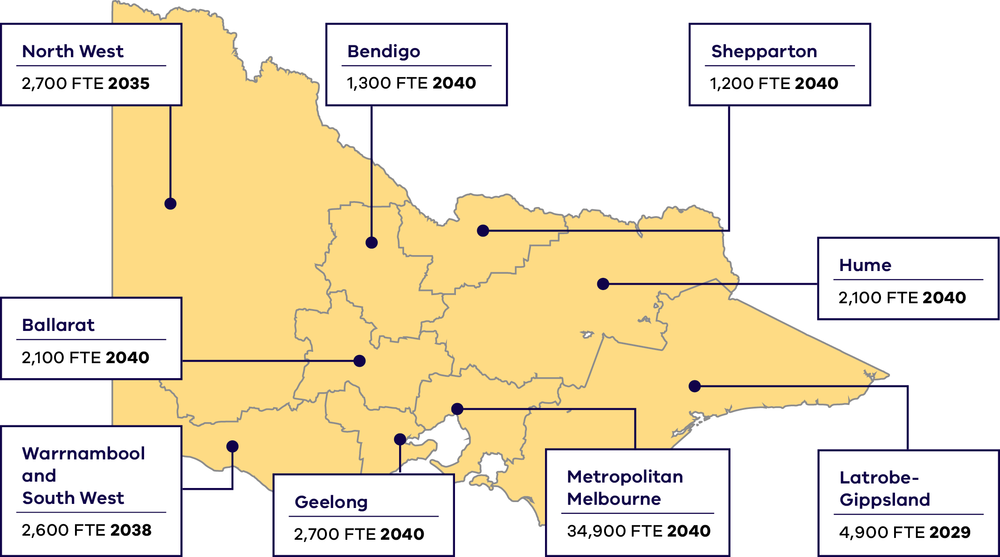 North West
2,700 FTE 2035
Bendigo
1,300 FTE 2040
Shepparton
1,200 FTE 2040
Hume
2,100 FTE 2040
Ballarat
2,100 FTE 2040
Warrnambool
and
South West
2,600 FTE 2038
Geelong
2,700 FTE 2040
Metropolitan
Melbourne
34,900 FTE 2040
Latrobe-
Gippsland
4,900 FTE 2029